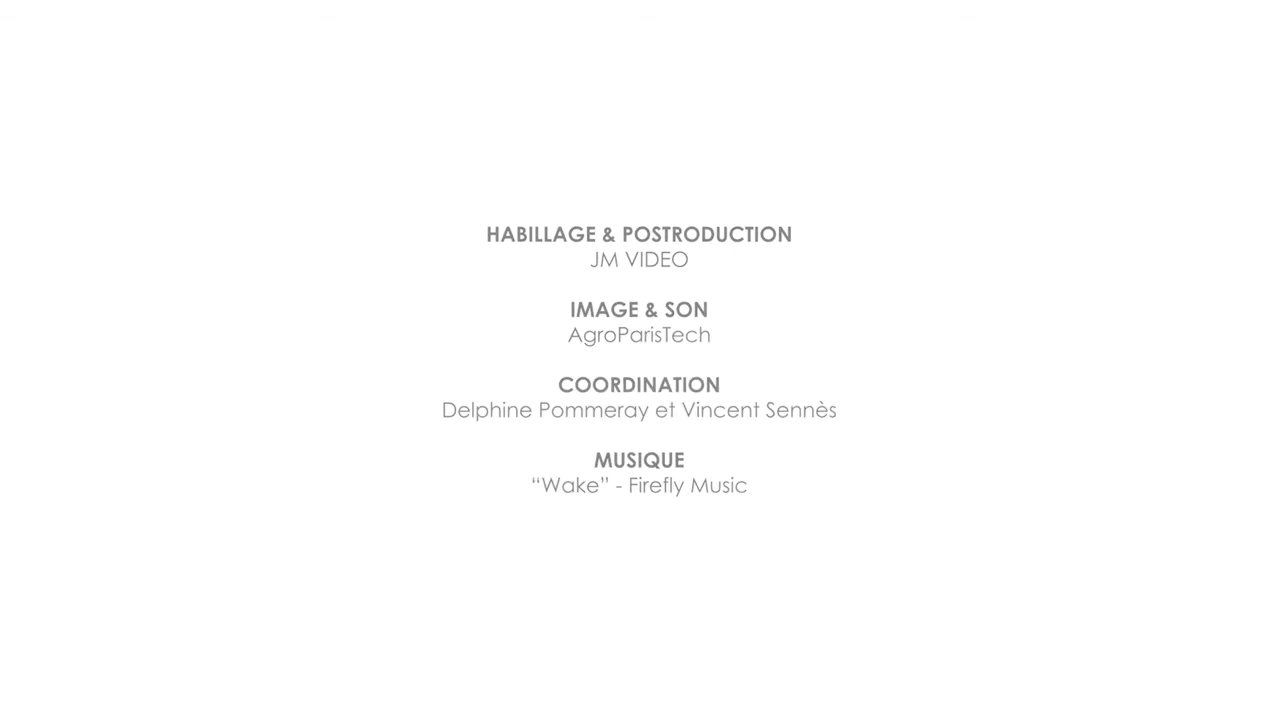 HABILLAGE & POSTRODUCTION
JM VIDEO
IMAGE & SON
AgroParisTech
COORDINATION
Delphine Pommeray et Vincent Sennès
MUSIQUE
“Wake” - Firefly Music